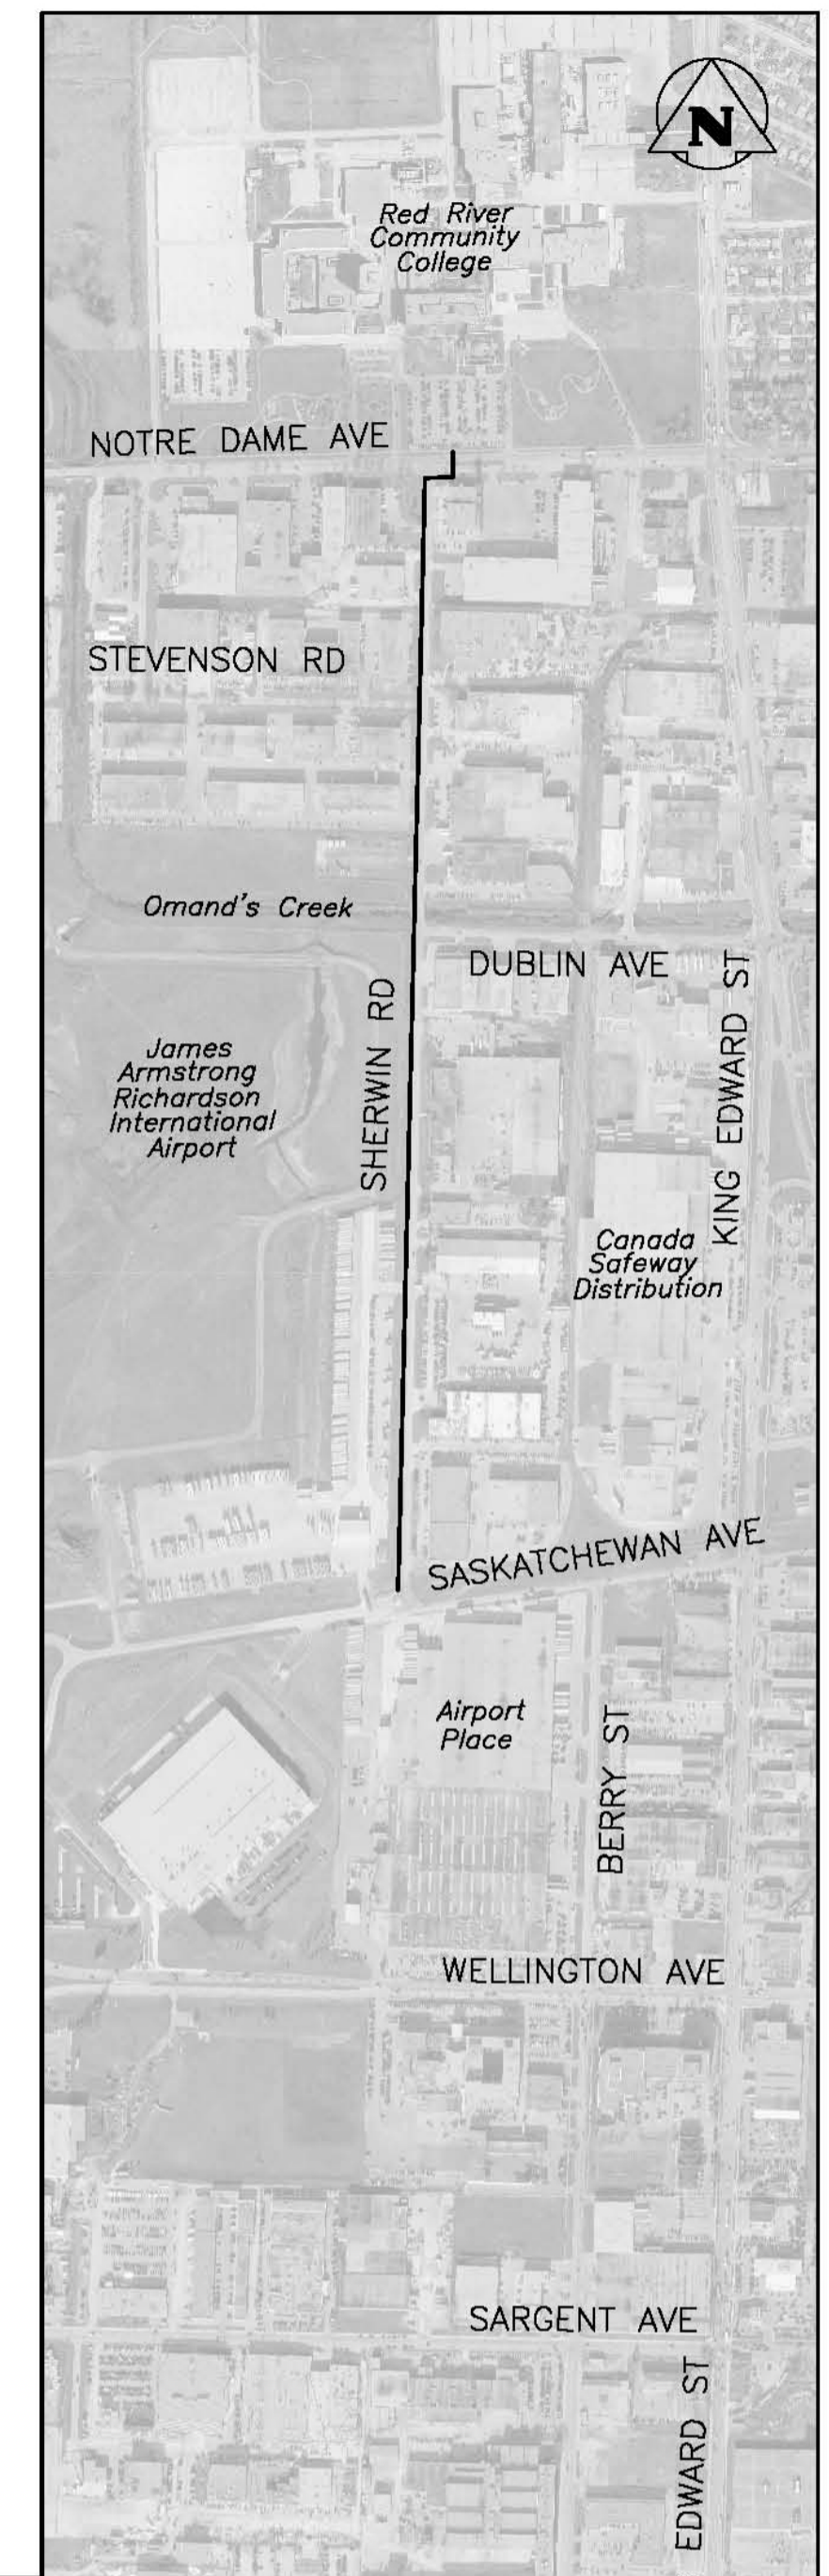 N
Red River
Community
College
NOTRE DAME AVE
STEVENSON RD
Omand's Creek
DUBLIN AVE
KING EDWARD ST
SHERWIN RD
James
Armstrong
Richardson
International
Airport
Canada
Safeway
Distribution
SASKATCHEWAN AVE
Airport
Place
BERRY ST
WELLINGTON AVE
SARGENT AVE
EDWARD ST